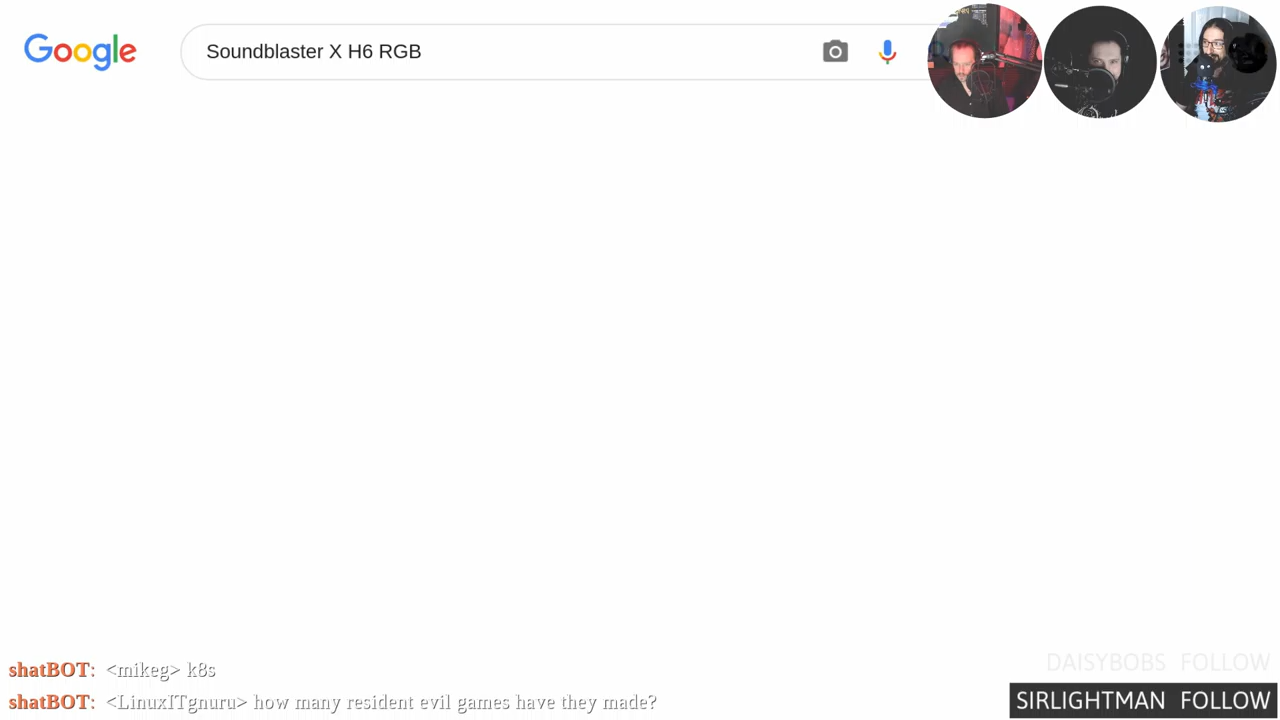 Google
Soundblaster X H6 RGB
shatBOT: <mikeg> k8s
shatBOT: <LinuxITgnuru> how many resident evil games have they made?
DAISYBOBS FOLLOW
SIRLIGHTMAN FOLLOW